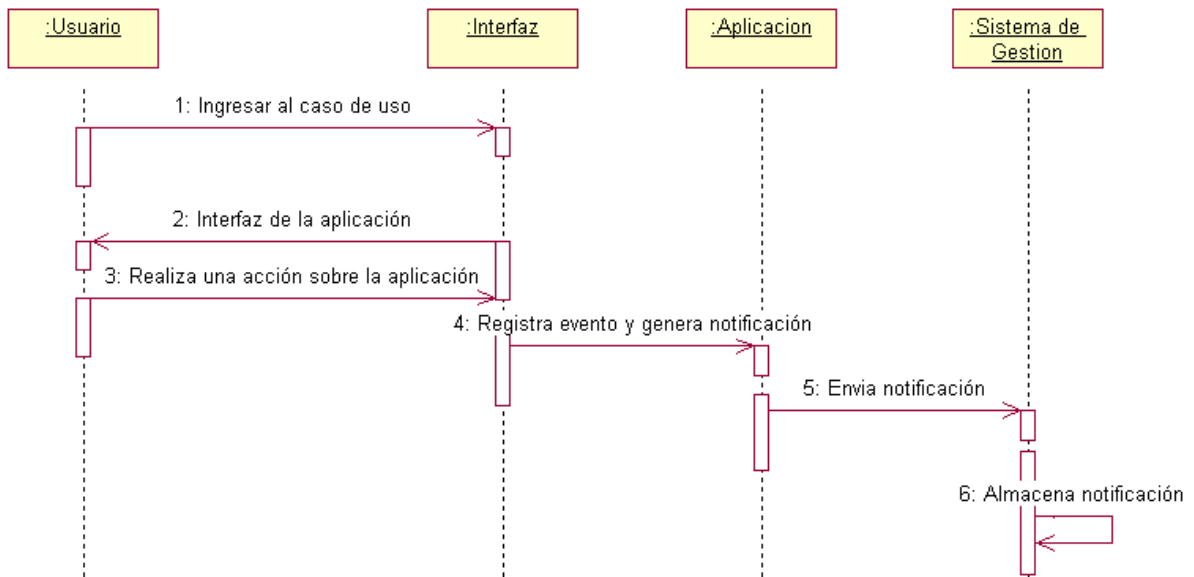 :Usuario
:Interfaz
:Aplicacion
:Sistema de
Gestion
1: Ingresar al caso de uso
2: Interfaz de la aplicación
3: Realiza una acción sobre la aplicación
4: Registra evento y genera notificación
5: Envia notificación
6: Almacena notificación